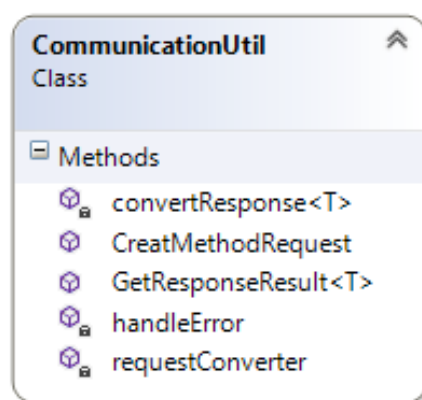 CommunicationUtil
Class
Methods
convertResponse<T>
CreatMethodRequest
GetResponseResult<T>
handleError
requestConverter